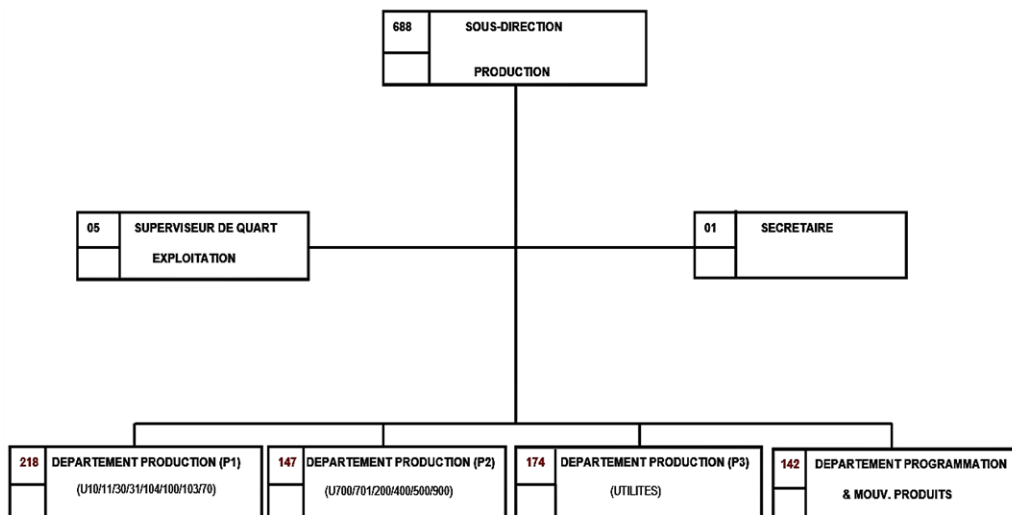 688
SOUS-DIRECTION
PRODUCTION
05
SUPERVISEUR DE QUART
EXPLOITATION
01
SECRETAIRE
218
DEPARTEMENT PRODUCTION (P1)
(U10/11/30/31/104/100/103/70)
147
DEPARTEMENT PRODUCTION (P2)
(U700/701/200/400/500/900)
174
DEPARTEMENT PRODUCTION (P3)
(UTILITES)
142
DEPARTEMENT PROGRAMMATION
& MOUV. PRODUITS